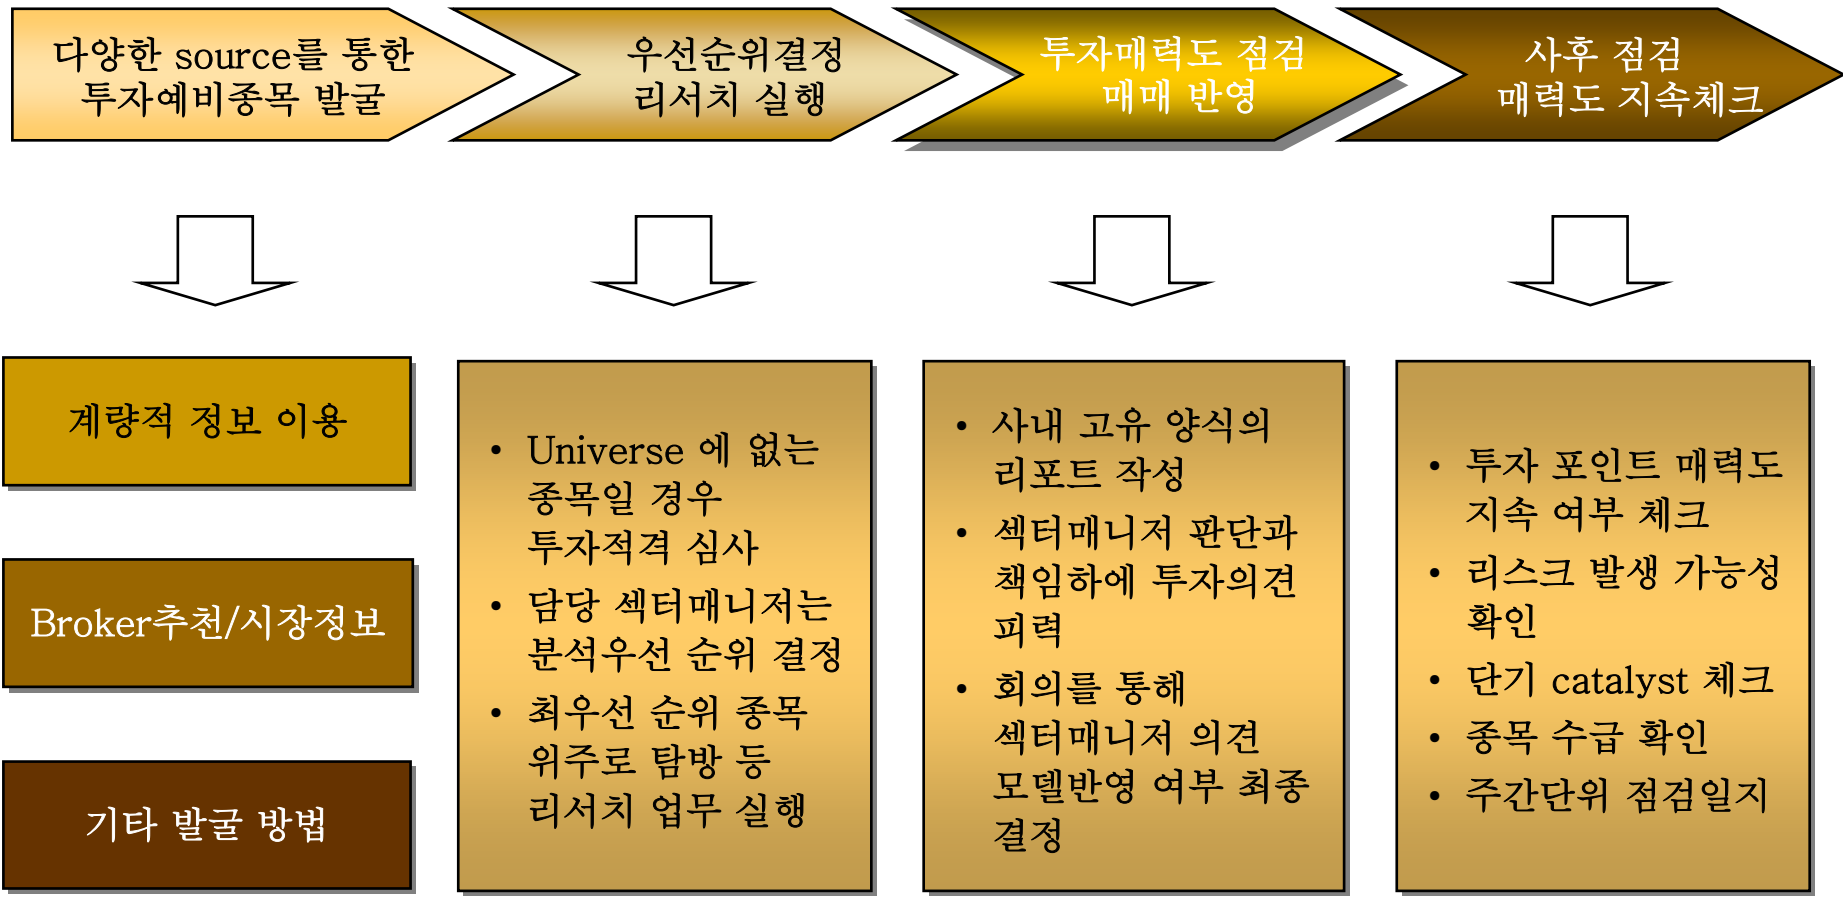 다양한 source를 통한
투자예비종목 발굴
우선순위결정
리서치 실행
투자매력도 점검
매매 반영
사후 점검
매력도 지속체크
계량적 정보 이용
Broker추천/시장정보
기타 발굴 방법
• Universe 에 없는
종목일 경우
투자적격 심사
• 담당 섹터매니저는
분석우선 순위 결정
• 최우선 순위 종목
위주로 탐방 등
리서치 업무 실행
• 사내 고유 양식의
리포트 작성
• 섹터매니저 판단과
책임하에 투자의견
피력
• 회의를 통해
섹터매니저 의견
모델반영 여부 최종
결정
• 투자 포인트 매력도
지속 여부 체크
• 리스크 발생 가능성
확인
• 단기 catalyst 체크
• 종목 수급 확인
• 주간단위 점검일지